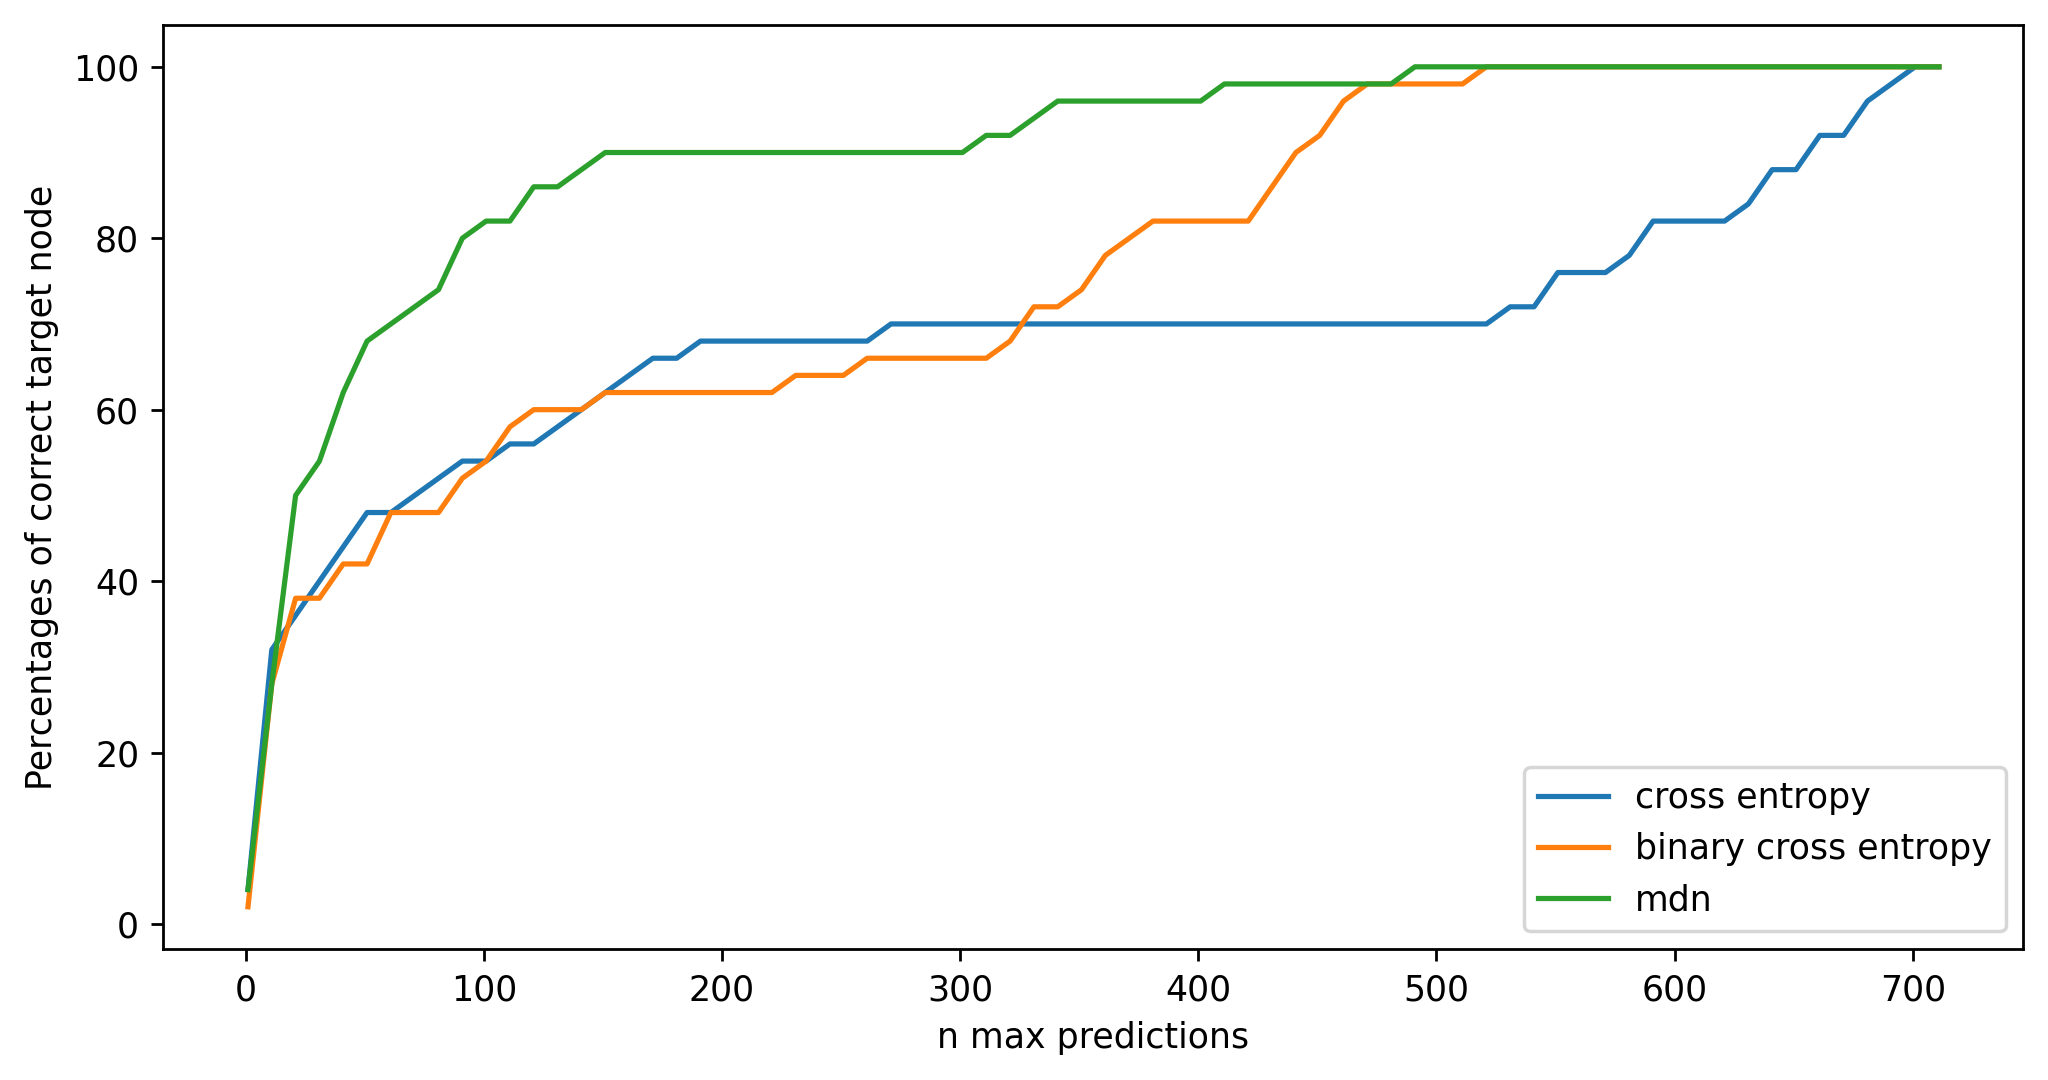 Percentages of correct target node
100
80
60
40
20
0
0 100 200 300 400 500 600 700
n max predictions
cross entropy
binary cross entropy
mdn